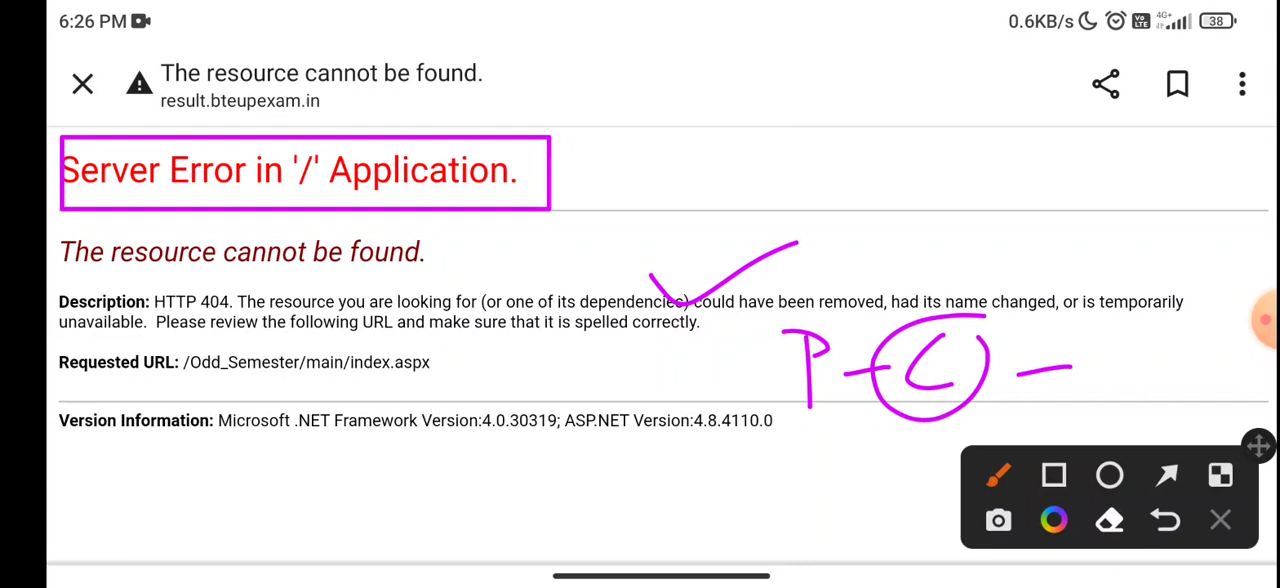 6:26 PM
0.6KB/s Vo LTE 4G+ 38
The resource cannot be found.
result.bteupexam.in
Server Error in '/' Application.
The resource cannot be found.
Description: HTTP 404. The resource you are looking for (or one of its dependencies) could have been removed, had its name changed, or is temporarily
unavailable.  Please review the following URL and make sure that it is spelled correctly.
P - C -
Requested URL: /Odd_Semester/main/index.aspx
Version Information: Microsoft .NET Framework Version:4.0.30319; ASP.NET Version:4.8.4110.0